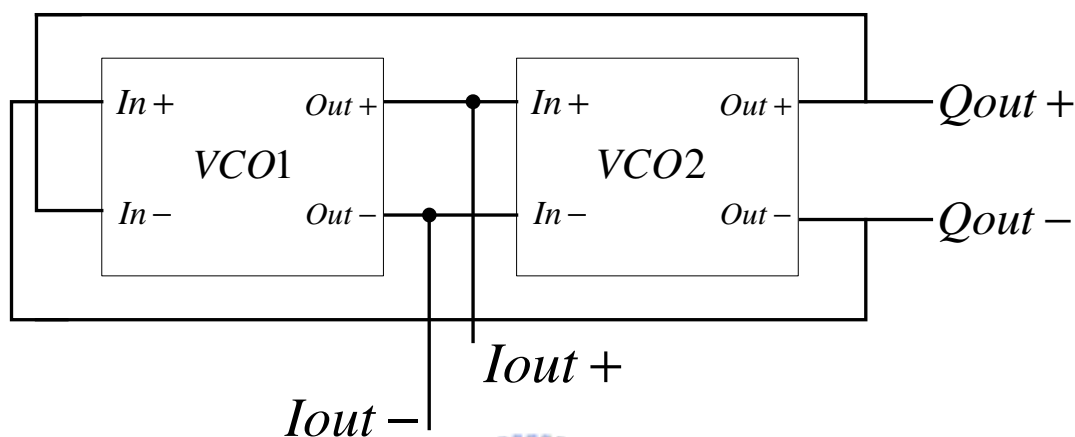 In + Out + In + Out + Qout +
VCO1 VCO2
In − Out − In − Out − Qout −
Iout +
Iout −